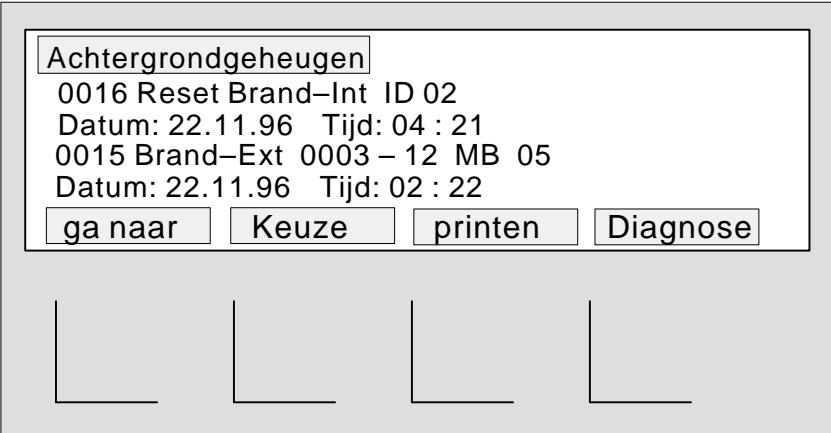 Achtergrondgeheugen
0016 Reset Brand–Int ID 02
Datum: 22.11.96 Tijd: 04 : 21
0015 Brand–Ext 0003 – 12 MB 05
Datum: 22.11.96 Tijd: 02 : 22
ga naar Keuze printen Diagnose